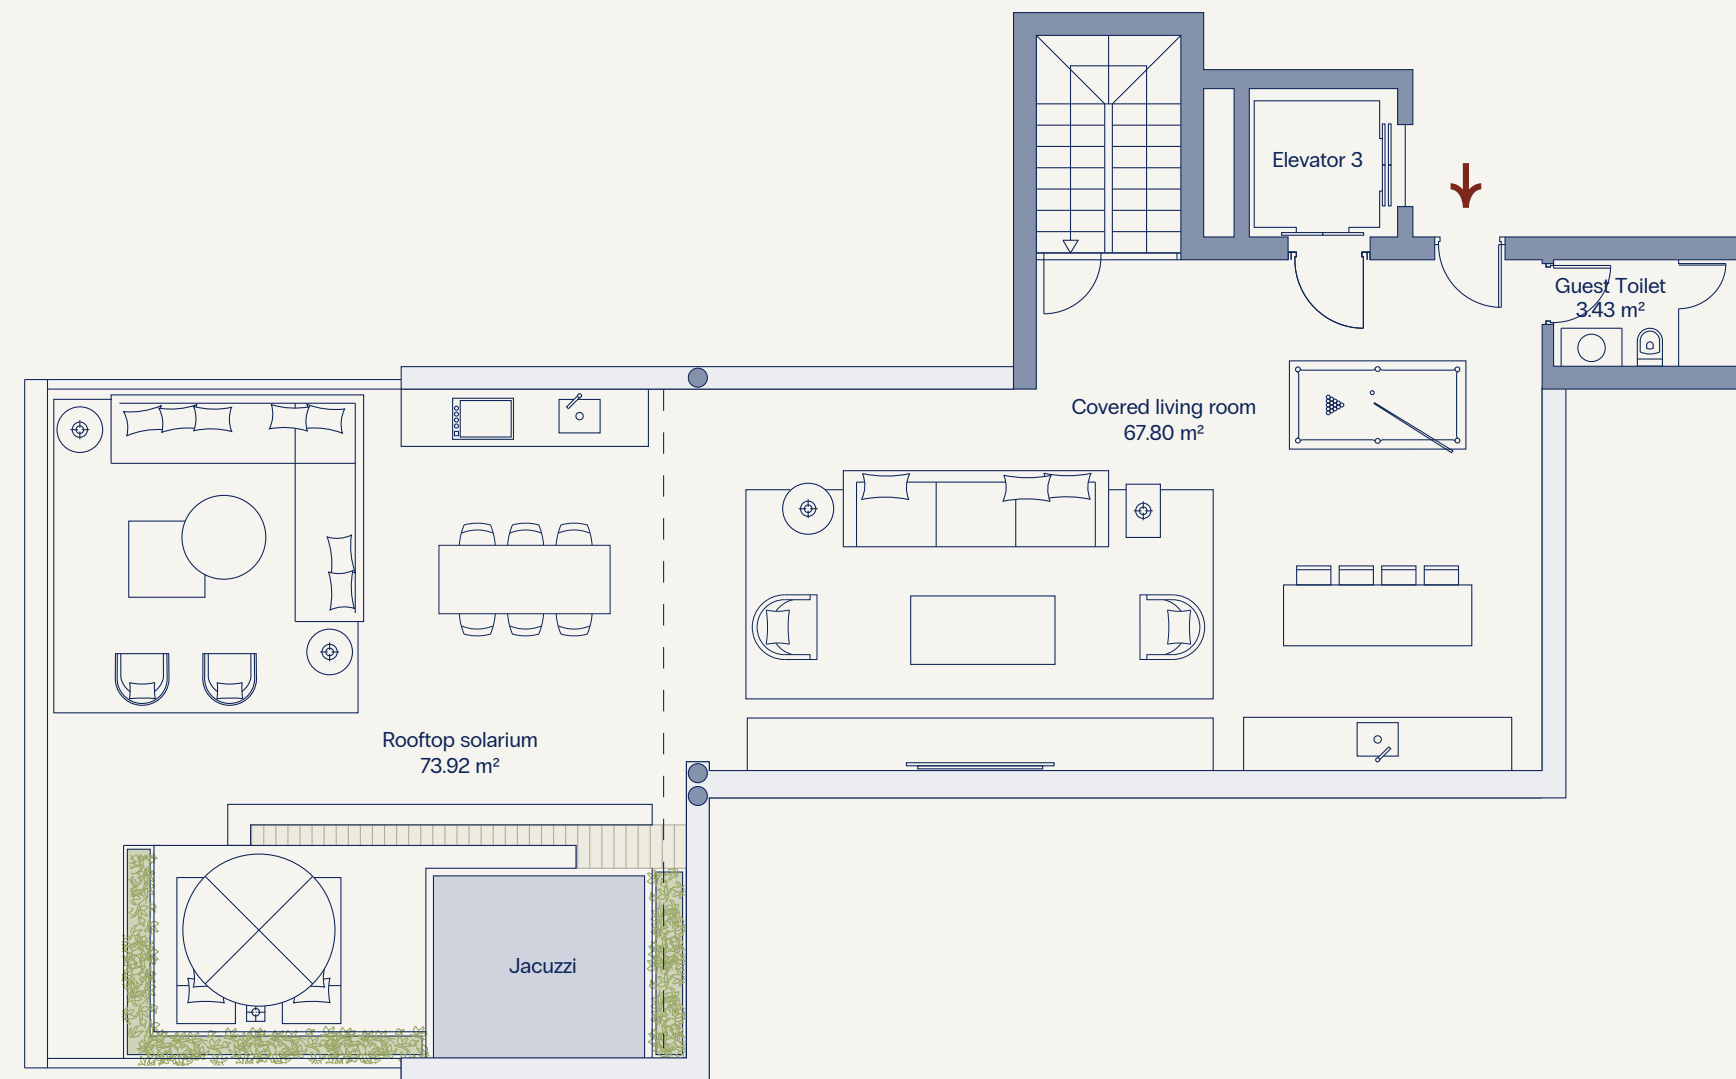 Elevator 3
Guest Toilet
3.43 m²
Covered living room
67.80 m²
Rooftop solarium
73.92 m²
Jacuzzi